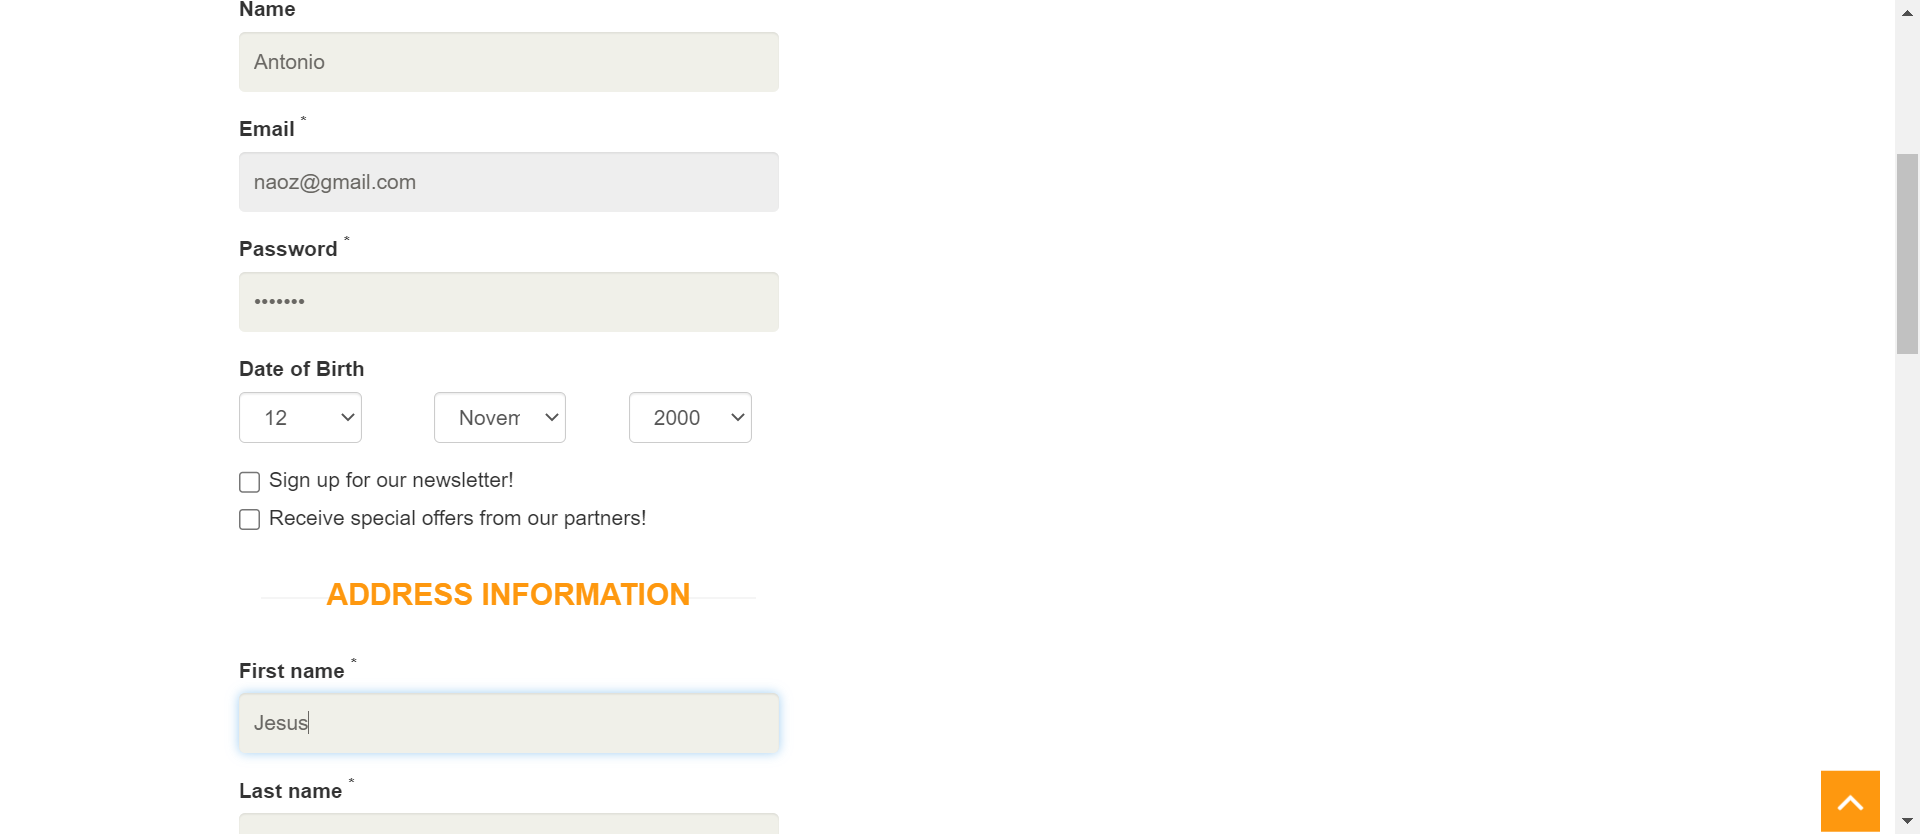 Name
Antonio
Email *
naoz@gmail.com
Password *
•••••••
Date of Birth
12 Novem 2000
Sign up for our newsletter!
Receive special offers from our partners!
ADDRESS INFORMATION
First name *
Jesus
Last name *